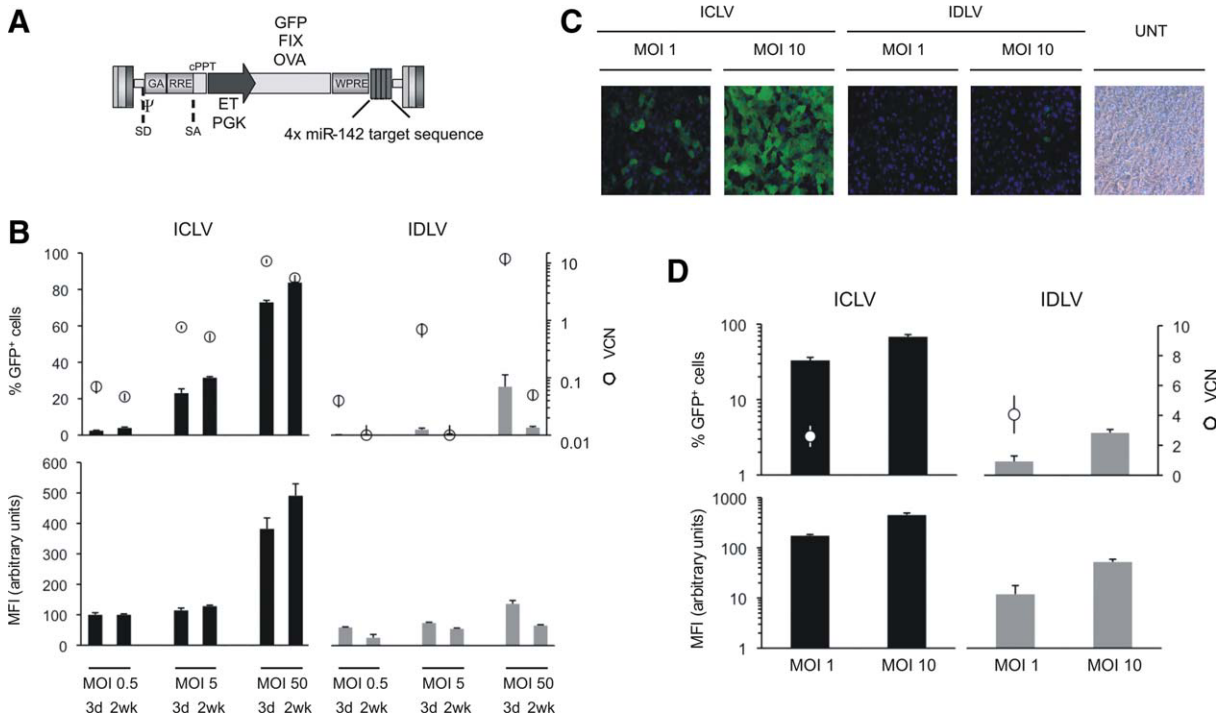 A
GFP
FIX
OVA
cPPT
GA
RRE
WPRE
Ψ
ET
PGK
SD
SA
4x miR-142 target sequence
B
ICLV
IDLV
% GFP+ cells
100
80
60
40
20
0
10
1
0.1
0.01
VCN
MFI (arbitrary units)
600
500
400
300
200
100
0
MOI 0.5
MOI 5
MOI 50
MOI 0.5
MOI 5
MOI 50
3d 2wk
3d 2wk
3d 2wk
3d 2wk
3d 2wk
3d 2wk
C
ICLV
IDLV
UNT
MOI 1
MOI 10
MOI 1
MOI 10
D
ICLV
IDLV
% GFP+ cells
100
10
1
10
8
6
4
2
0
VCN
MFI (arbitrary units)
1000
100
10
1
MOI 1
MOI 10
MOI 1
MOI 10